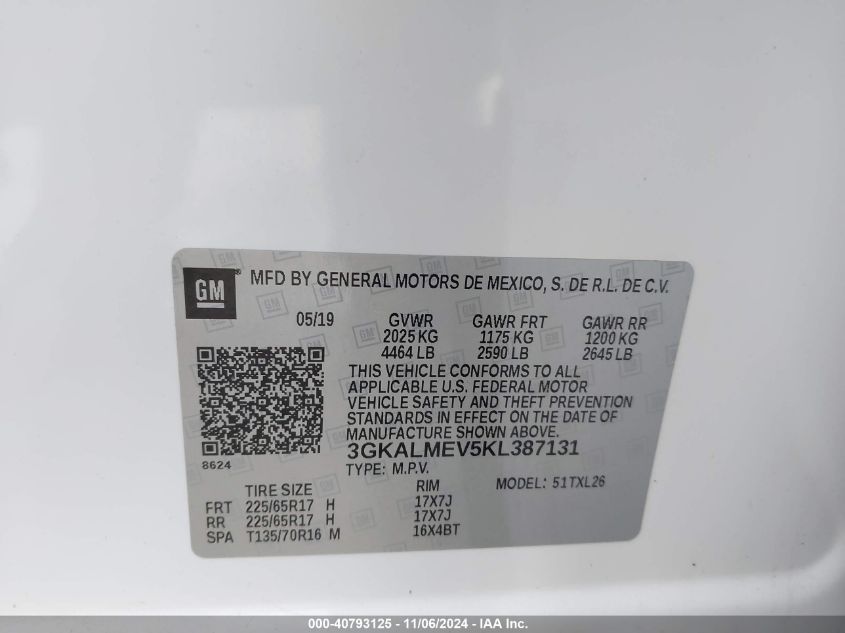 GM
MFD BY GENERAL MOTORS DE MEXICO, S. DE R.L. DE C.V.
05/19 GVWR GAWR FRT GAWR RR
2025 KG 1175 KG 1200 KG
4464 LB 2590 LB 2645 LB
THIS VEHICLE CONFORMS TO ALL
APPLICABLE U.S. FEDERAL MOTOR
VEHICLE SAFETY AND THEFT PREVENTION
STANDARDS IN EFFECT ON THE DATE OF
MANUFACTURE SHOWN ABOVE.
3GKALMEV5KL387131
8624
TYPE: M.P.V.
TIRE SIZE RIM MODEL: 51TXL26
FRT 225/65R17 H 17X7J
RR 225/65R17 H 17X7J
SPA T135/70R16 M 16X4BT
000-40793125 - 11/06/2024 - IAA Inc.